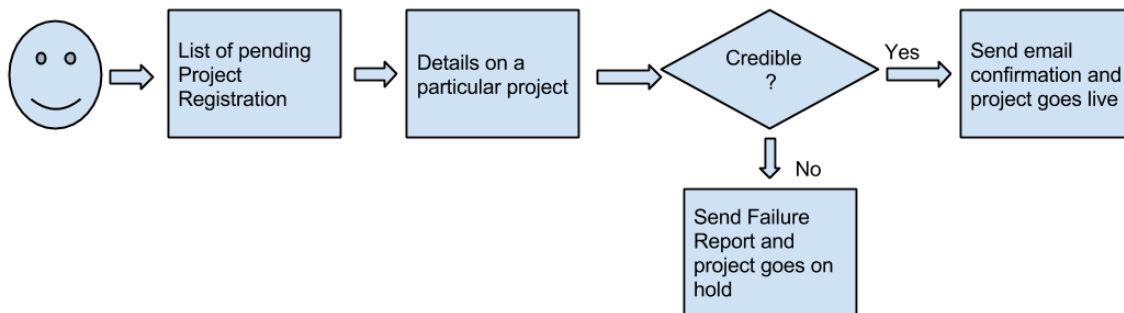 List of pending
Project
Registration
Details on a
particular project
Credible
?
Yes
Send email
confirmation and
project goes live
No
Send Failure
Report and
project goes on
hold